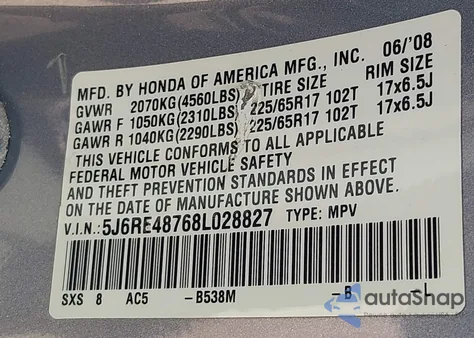 MFD. BY HONDA OF AMERICA MFG., INC. 06/'08
GVWR 2070KG(4560LBS) TIRE SIZE RIM SIZE
GAWR F 1050KG(2310LBS) 225/65R17 102T 17x6.5J
GAWR R 1040KG(2290LBS) 225/65R17 102T 17x6.5J
THIS VEHICLE CONFORMS TO ALL APPLICABLE
FEDERAL MOTOR VEHICLE SAFETY
AND THEFT PREVENTION STANDARDS IN EFFECT
ON THE DATE OF MANUFACTURE SHOWN ABOVE.
V.I.N.:5J6RE48768L028827 TYPE: MPV
SXS 8 AC5 -B538M -B -L
autaShap